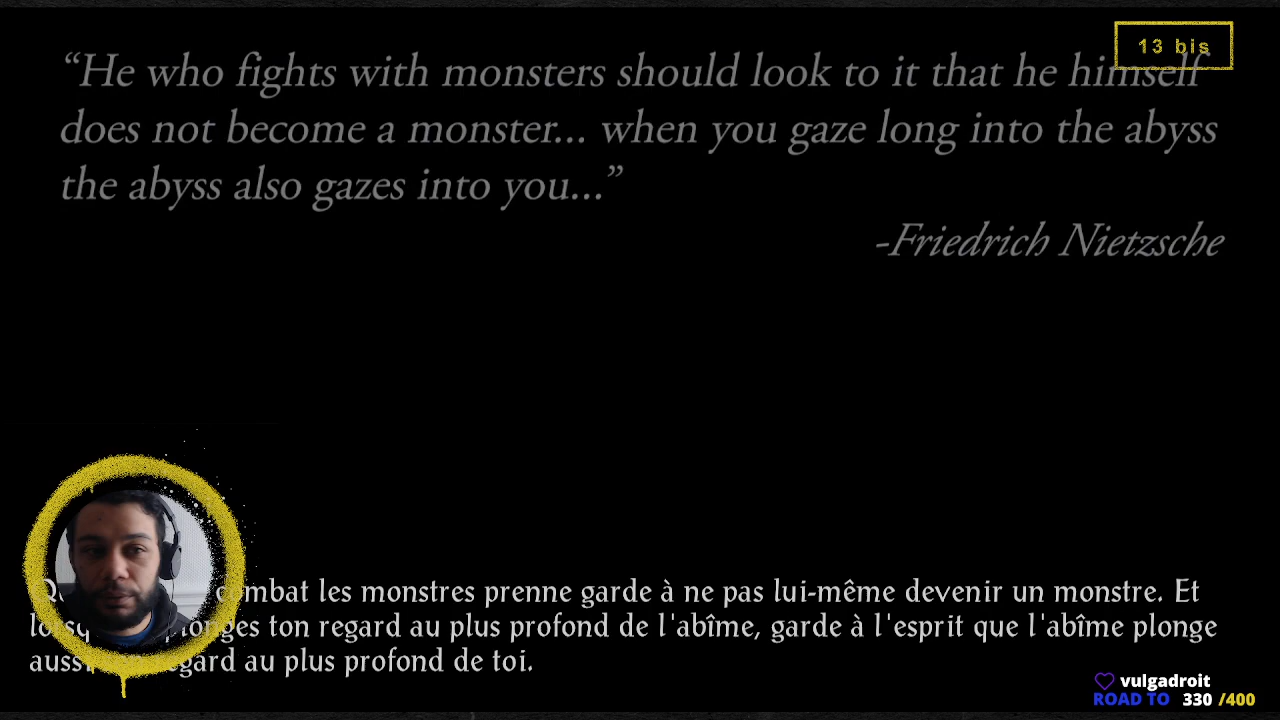 13 bis
“He who fights with monsters should look to it that he himself
does not become a monster... when you gaze long into the abyss
the abyss also gazes into you...”
-Friedrich Nietzsche
combat les monstres prenne garde à ne pas lui-même devenir un monstre. Et
ton regard au plus profond de l'abîme, garde à l'esprit que l'abîme plonge
au plus profond de toi.
vulgadroit
ROAD TO 330 /400